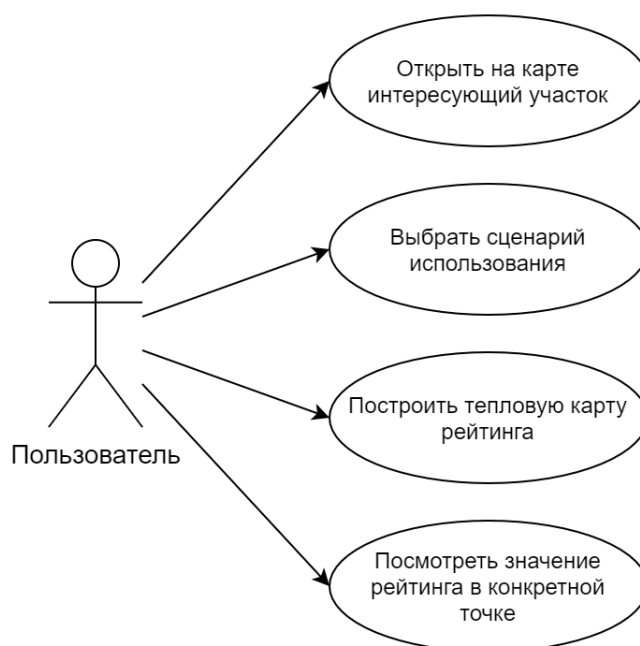 Открыть на карте
интересующий участок
Выбрать сценарий
использования
Построить тепловую карту
рейтинга
Пользователь
Посмотреть значение
рейтинга в конкретной
точке